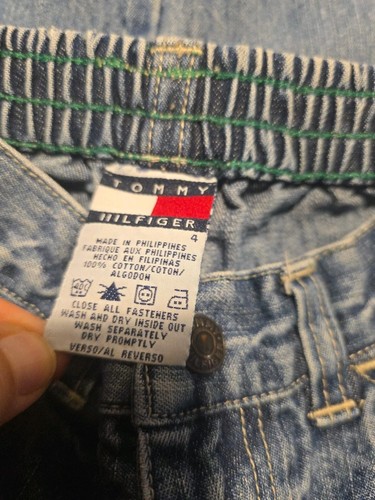 TOMMY
HILFIGER
4
MADE IN PHILIPPINES
FABRIQUE AUX PHILIPPINES
HECHO EN FILIPINAS
100% COTTON/COTON/
ALGODON
CLOSE ALL FASTENERS
WASH AND DRY INSIDE OUT
WASH SEPARATELY
DRY PROMPTLY
VERSO/AL REVERSO